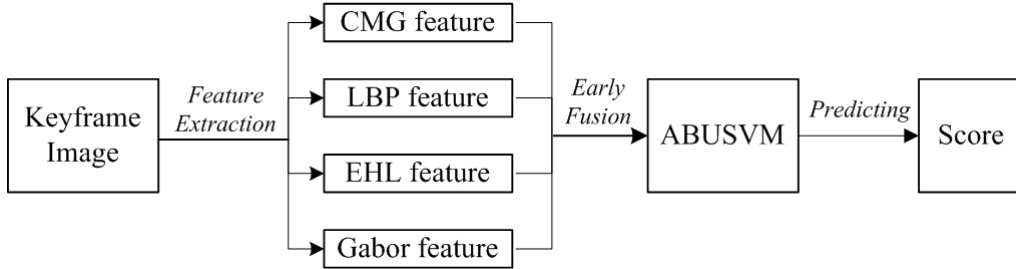 Keyframe
Image
Feature
Extraction
CMG feature
LBP feature
EHL feature
Gabor feature
Early
Fusion
ABUSVM
Predicting
Score